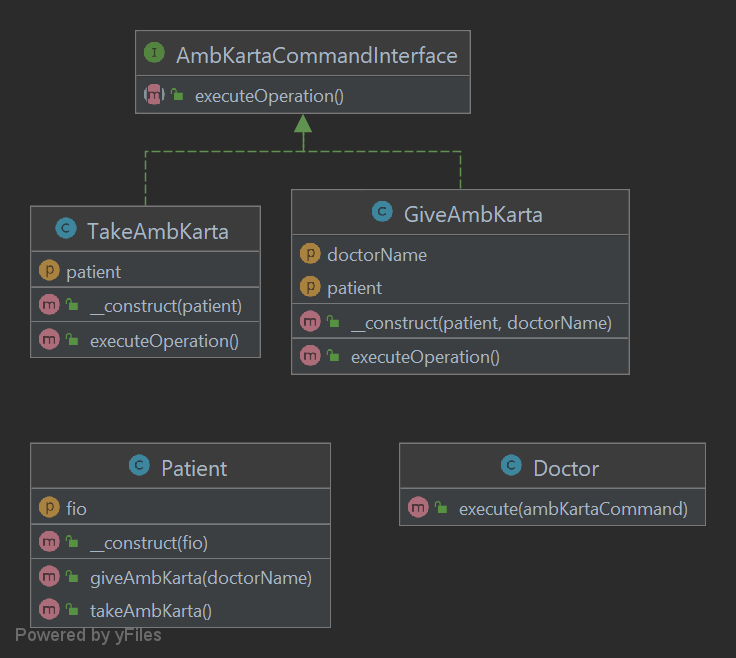 AmbKartaCommandInterface
executeOperation()
TakeAmbKarta
patient
__construct(patient)
executeOperation()
GiveAmbKarta
doctorName
patient
__construct(patient, doctorName)
executeOperation()
Patient
fio
__construct(fio)
giveAmbKarta(doctorName)
takeAmbKarta()
Doctor
execute(ambKartaCommand)
Powered by yFiles